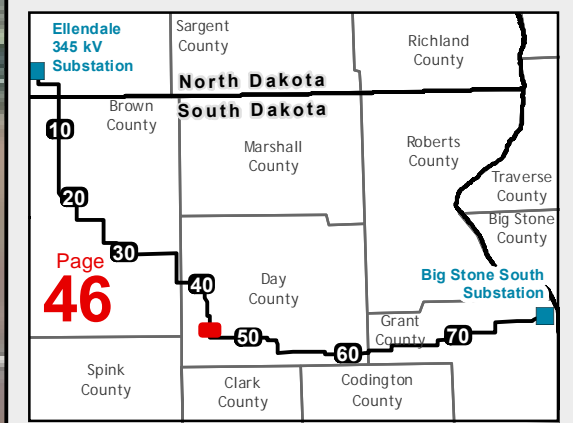 Ellendale
345 kV
Substation
Sargent
County
Richland
County
North Dakota
South Dakota
Brown
County
10
Marshall
County
Roberts
County
Traverse
County
20
Big Stone
County
30
Page
46
40
Day
County
Big Stone South
Substation
50
60
Grant
County
70
Spink
County
Clark
County
Codington
County